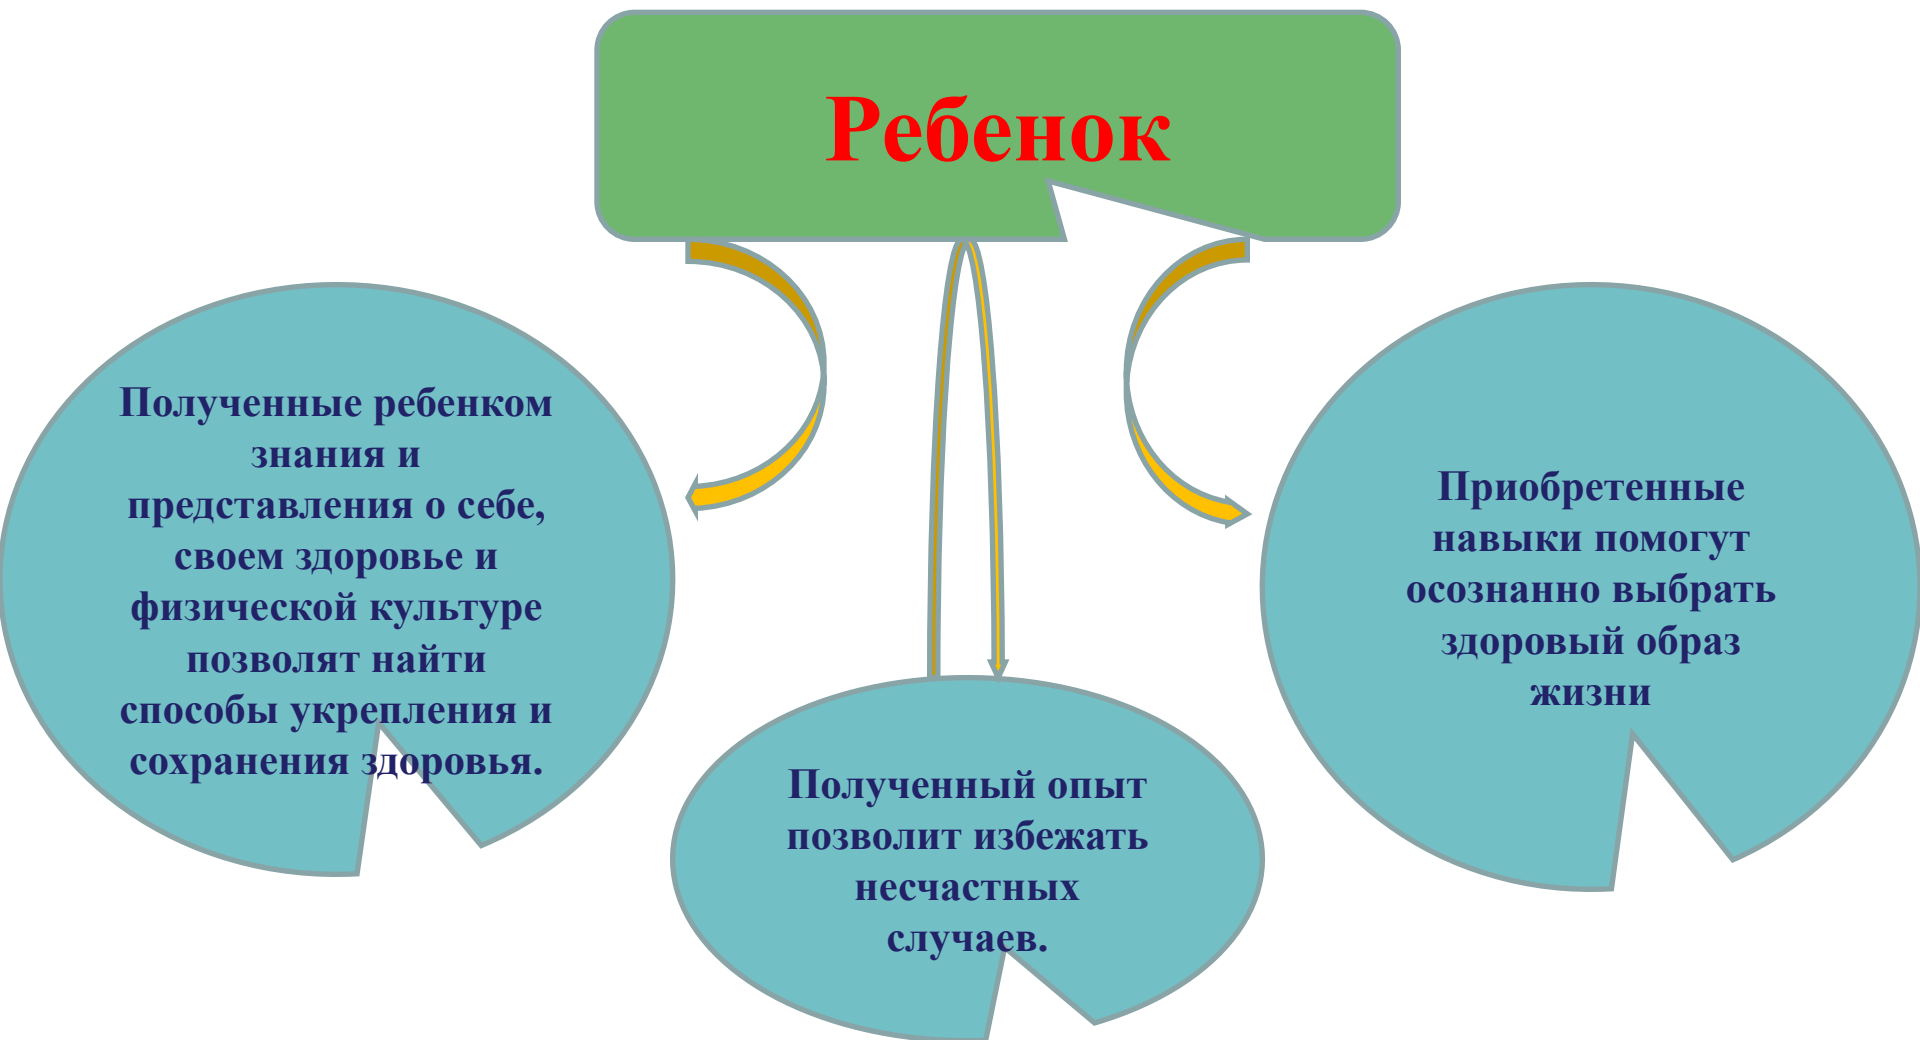 Ребенок
Полученные ребенком
знания и
представления о себе,
своем здоровье и
физической культуре
позволят найти
способы укрепления и
сохранения здоровья.
Полученный опыт
позволит избежать
несчастных
случаев.
Приобретенные
навыки помогут
осознанно выбрать
здоровый образ
жизни